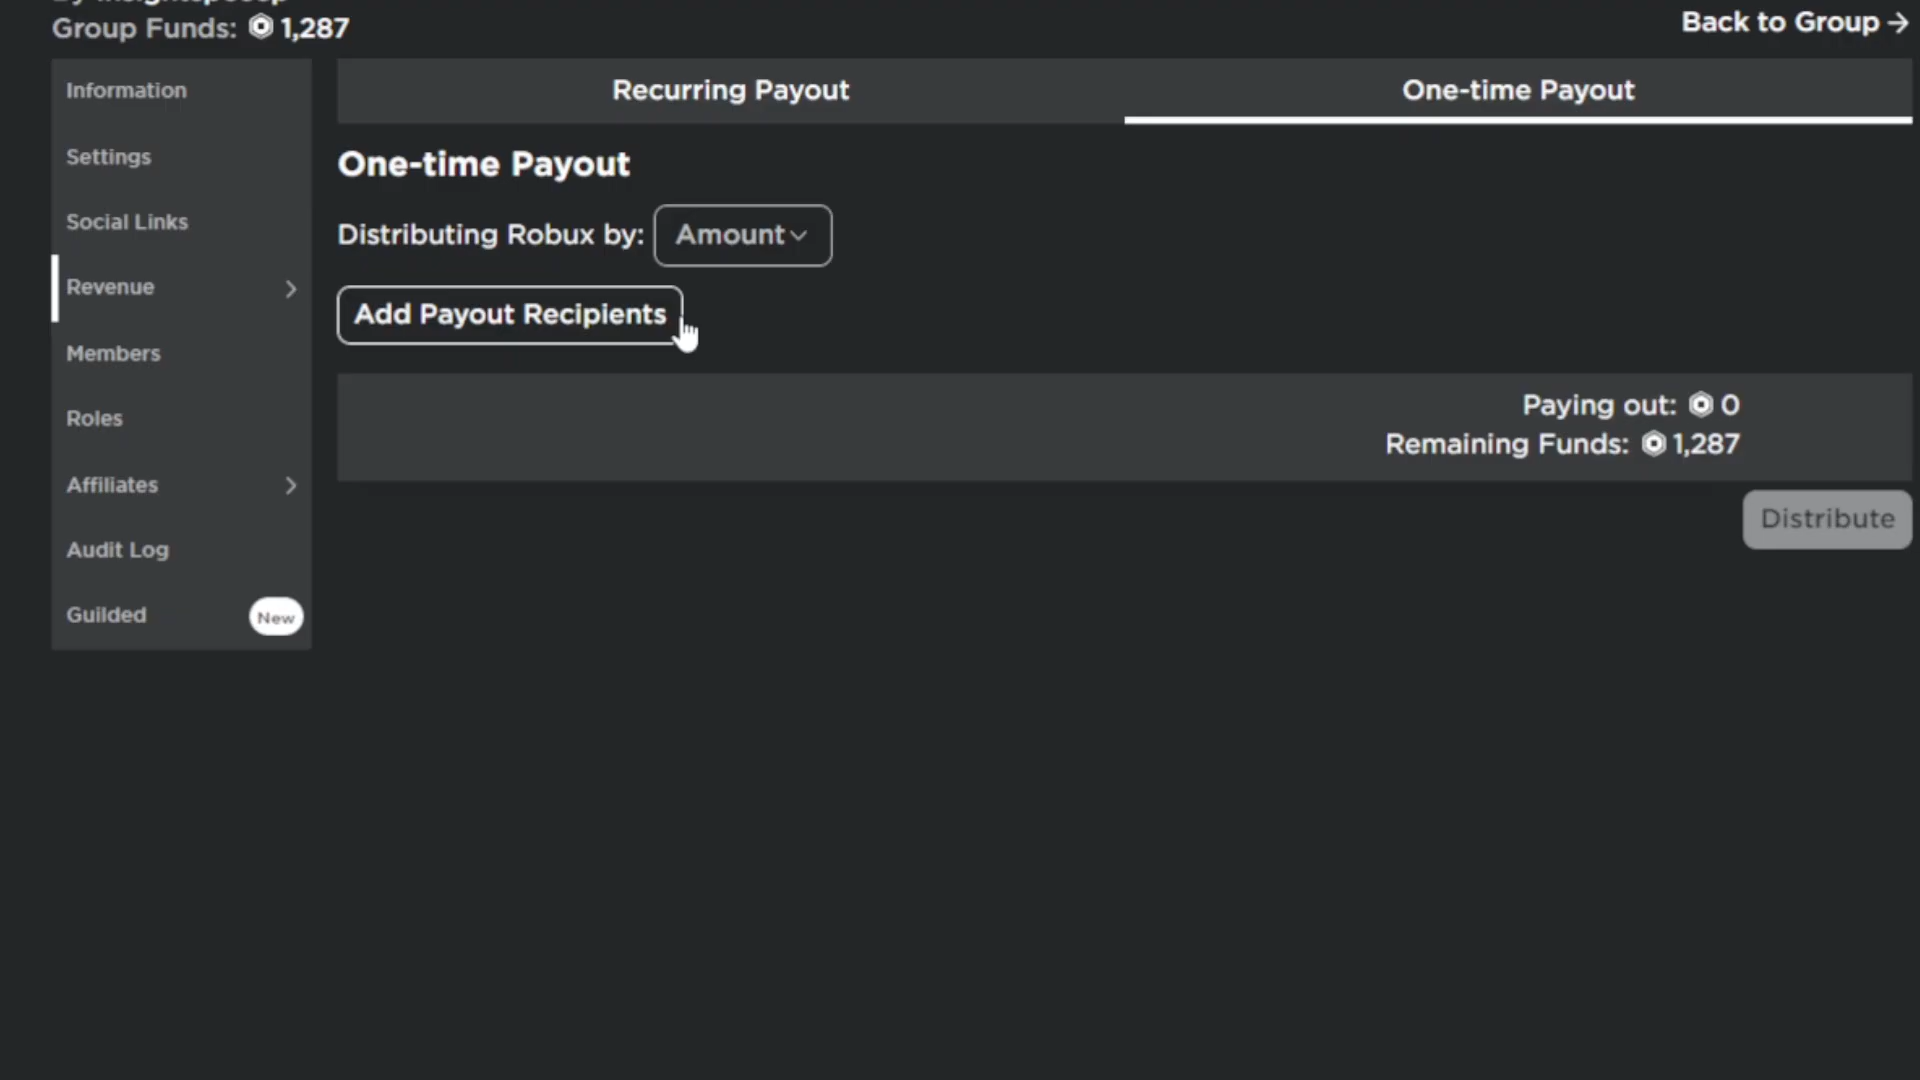 Group Funds: 1,287
Back to Group
Information
Settings
Social Links
Revenue
Members
Roles
Affiliates
Audit Log
Guilded New
Recurring Payout
One-time Payout
One-time Payout
Distributing Robux by: Amount
Add Payout Recipients
Paying out: 0
Remaining Funds: 1,287
Distribute